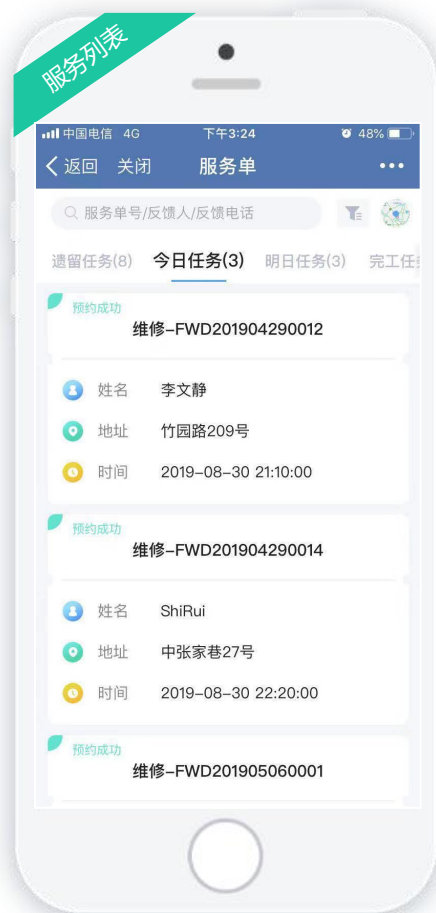 服务列表
中国电信 4G 下午3:24 48%
返回 关闭 服务单
服务单号/反馈人/反馈电话
遗留任务(8) 今日任务(3) 明日任务(3) 完工任
预约成功
维修-FWD201904290012
姓名 李文静
地址 竹园路209号
时间 2019-08-30 21:10:00
预约成功
维修-FWD201904290014
姓名 ShiRui
地址 中张家巷27号
时间 2019-08-30 22:20:00
预约成功
维修-FWD201905060001